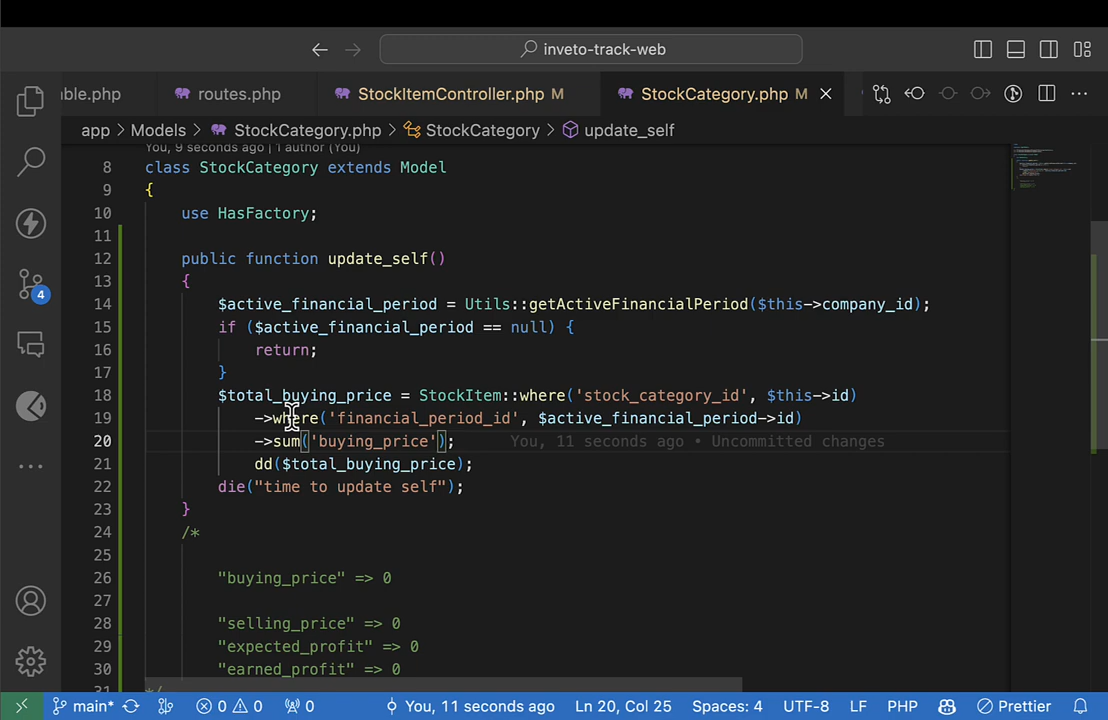 inveto-track-web
ble.php
routes.php
StockItemController.php M
StockCategory.php M
app > Models > StockCategory.php > StockCategory > update_self
You, 9 seconds ago | 1 author (You)
8 class StockCategory extends Model
9 {
10 use HasFactory;
11
12 public function update_self()
13 {
14 $active_financial_period = Utils::getActiveFinancialPeriod($this->company_id);
15 if ($active_financial_period == null) {
16 return;
17 }
18 $total_buying_price = StockItem::where('stock_category_id', $this->id)
19 ->where('financial_period_id', $active_financial_period->id)
20 ->sum('buying_price'); You, 11 seconds ago • Uncommitted changes
21 dd($total_buying_price);
22 die("time to update self");
23 }
24 /*
25
26 "buying_price" => 0
27
28 "selling_price" => 0
29 "expected_profit" => 0
30 "earned_profit" => 0
31 */
4
main* 0 0 0 You, 11 seconds ago Ln 20, Col 25 Spaces: 4 UTF-8 LF PHP Prettier